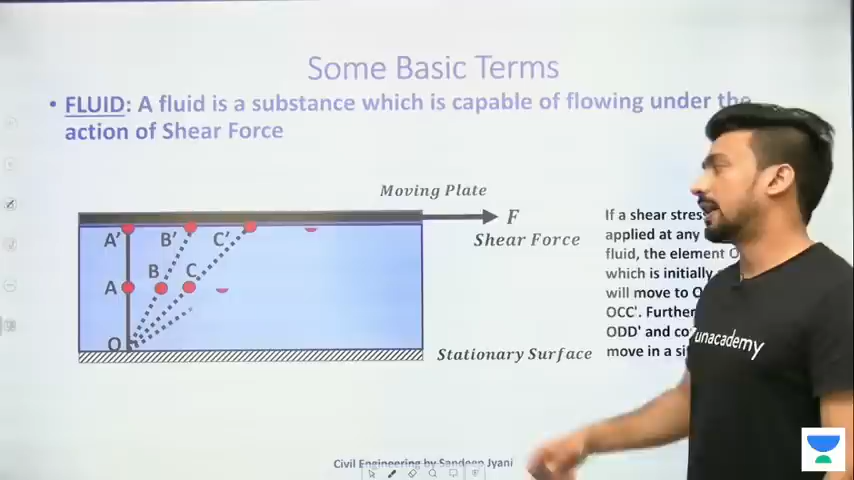 Some Basic Terms
• FLUID: A fluid is a substance which is capable of flowing under the
action of Shear Force
Moving Plate
F
Shear Force
A' B' C'
B C
A
O
Stationary Surface
If a shear stres
applied at any
fluid, the element O
which is initially
will move to O
OCC'. Further
ODD' and co
move in a si
unacademy
Civil Engineering by Sandeep Jyani